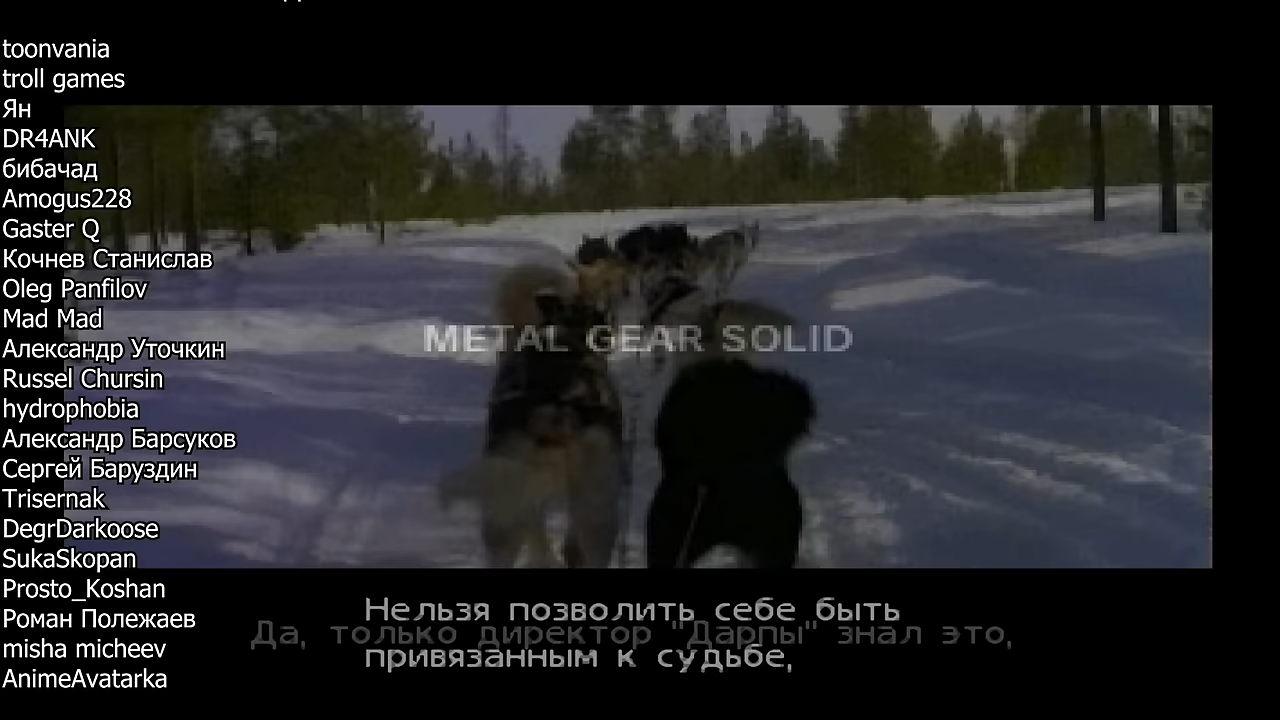 toonvania
troll games
Ян
DR4ANK
бибачад
Amogus228
Gaster Q
Кочнев Станислав
Oleg Panfilov
Mad Mad
Александр Уточкин
Russel Chursin
hydrophobia
Александр Барсуков
Сергей Баруздин
Trisernak
DegrDarkoose
SukaSkopan
Prosto_Koshan
Роман Полежаев
misha micheev
AnimeAvatarka
METAL GEAR SOLID
Нельзя позволить себе быть
Да, только директор "Дарпы" знал это,
привязанным к судьбе,